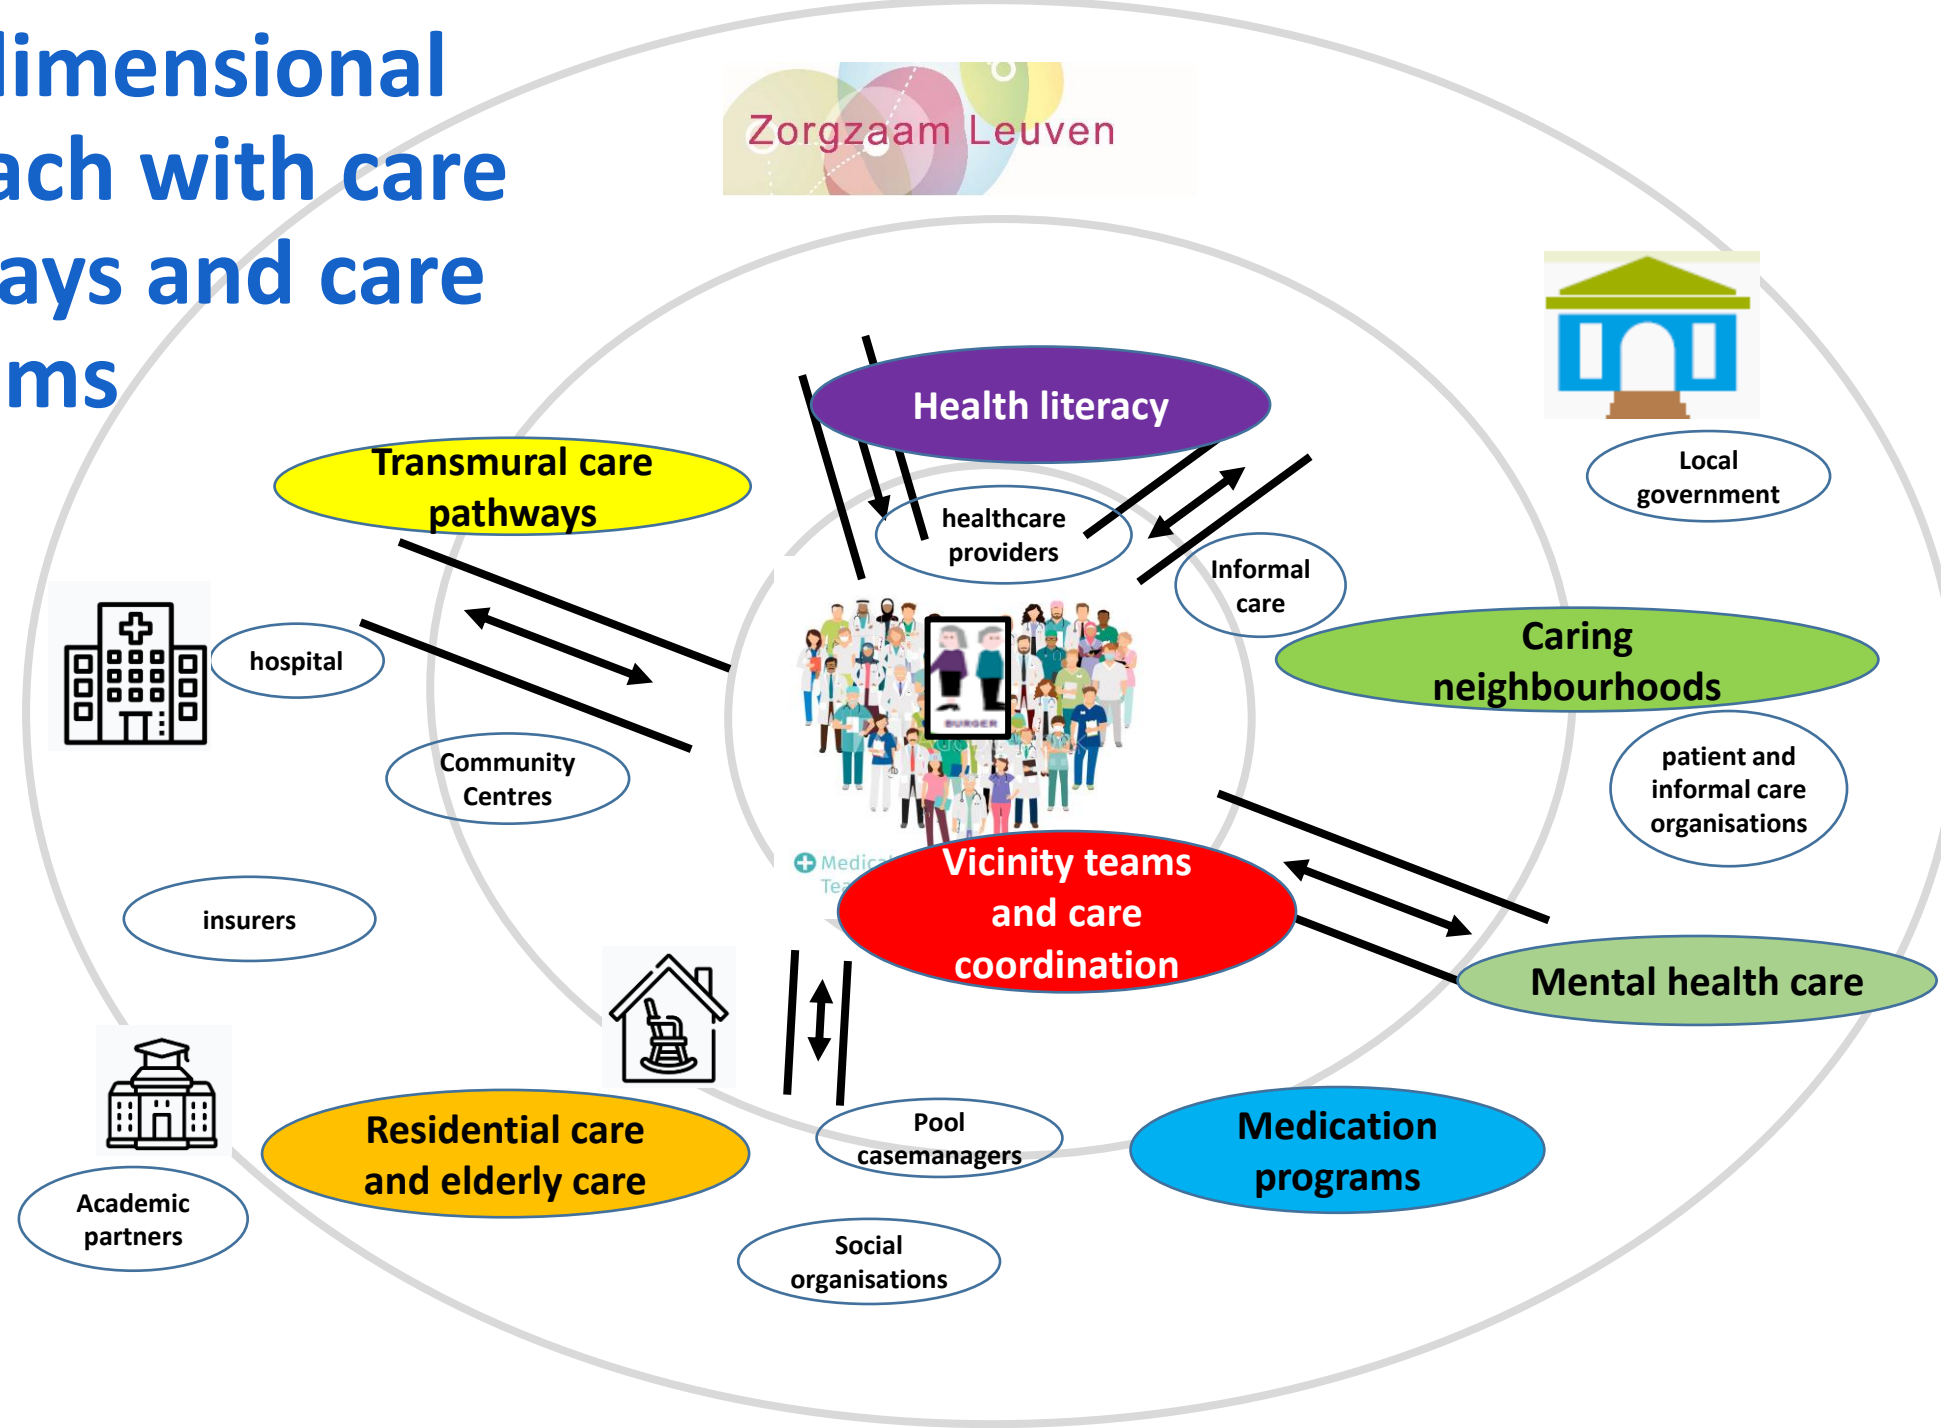 limensional
ach with care
ays and care
ms
Zorgzaam Leuven
Health literacy
Transmural care
pathways
healthcare
providers
Local
government
Informal
care
hospital
Caring
neighbourhoods
BURGER
Community
Centres
patient and
informal care
organisations
Vicinity teams
and care
coordination
insurers
Mental health care
Residential care
and elderly care
Pool
casemanagers
Medication
programs
Academic
partners
Social
organisations